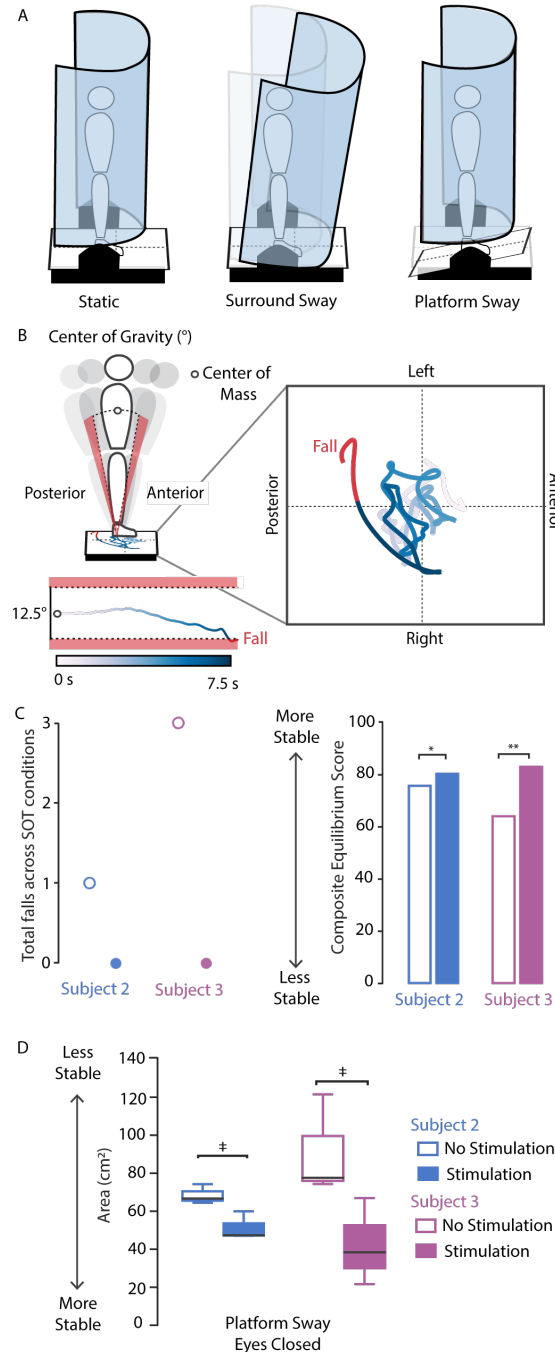 A
Static
Surround Sway
Platform Sway
B
Center of Gravity (°)
Center of
Mass
Posterior
Anterior
12.5°
Fall
0 s
7.5 s
Left
Fall
Posterior
Anterior
Right
C
Total falls across SOT conditions
3
2
1
0
Subject 2
Subject 3
More
Stable
Less
Stable
Composite Equilibrium Score
100
80
60
40
20
0
*
**
Subject 2
Subject 3
D
Less
Stable
More
Stable
Area (cm²)
140
120
100
80
60
40
20
0
‡
‡
Platform Sway
Eyes Closed
Subject 2
No Stimulation
Stimulation
Subject 3
No Stimulation
Stimulation